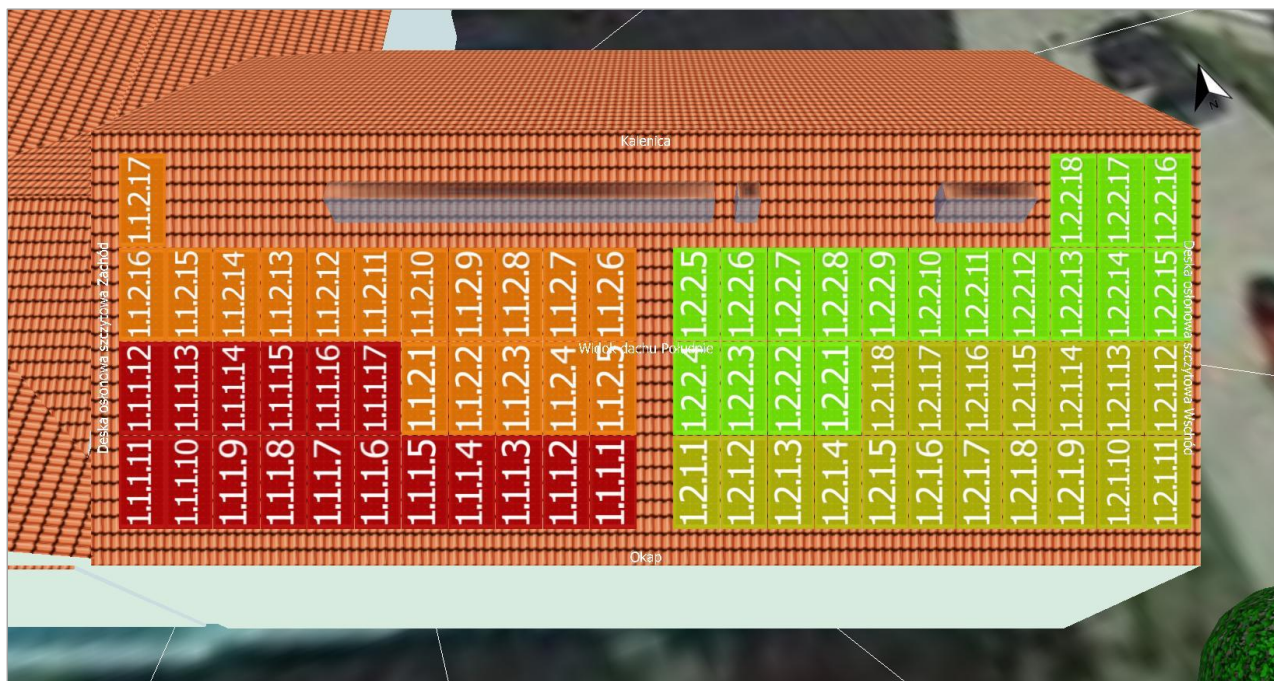 Kalenica
1.1.2.17 1.2.2.18 1.2.2.17 1.2.2.16
1.1.2.16 1.1.2.15 1.1.2.14 1.1.2.13 1.1.2.12 1.1.2.11 1.1.2.10 1.1.2.9 1.1.2.8 1.1.2.7 1.1.2.6 1.2.2.5 1.2.2.6 1.2.2.7 1.2.2.8 1.2.2.9 1.2.2.10 1.2.2.11 1.2.2.12 1.2.2.13 1.2.2.14 1.2.2.15
Deska osłonowa szczytowa Zachód
Widok dachu Południe
Deska osłonowa szczytowa Wschód
1.1.1.12 1.1.1.13 1.1.1.14 1.1.1.15 1.1.1.16 1.1.1.17 1.1.2.1 1.1.2.2 1.1.2.3 1.1.2.4 1.1.2.5 1.2.2.4 1.2.2.3 1.2.2.2 1.2.2.1 1.2.1.18 1.2.1.17 1.2.1.16 1.2.1.15 1.2.1.14 1.2.1.13 1.2.1.12
1.1.1.11 1.1.1.10 1.1.1.9 1.1.1.8 1.1.1.7 1.1.1.6 1.1.1.5 1.1.1.4 1.1.1.3 1.1.1.2 1.1.1.1 1.2.1.1 1.2.1.2 1.2.1.3 1.2.1.4 1.2.1.5 1.2.1.6 1.2.1.7 1.2.1.8 1.2.1.9 1.2.1.10 1.2.1.11
Okap
N